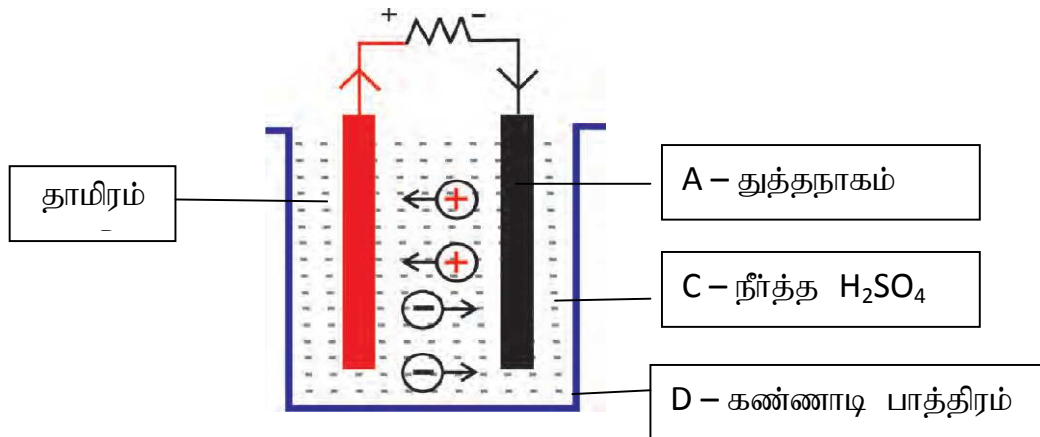 + -
தாமிரம்
A – துத்தநாகம்
+
+
C – நீர்த்த H₂SO₄
-
-
D – கண்ணாடி பாத்திரம்